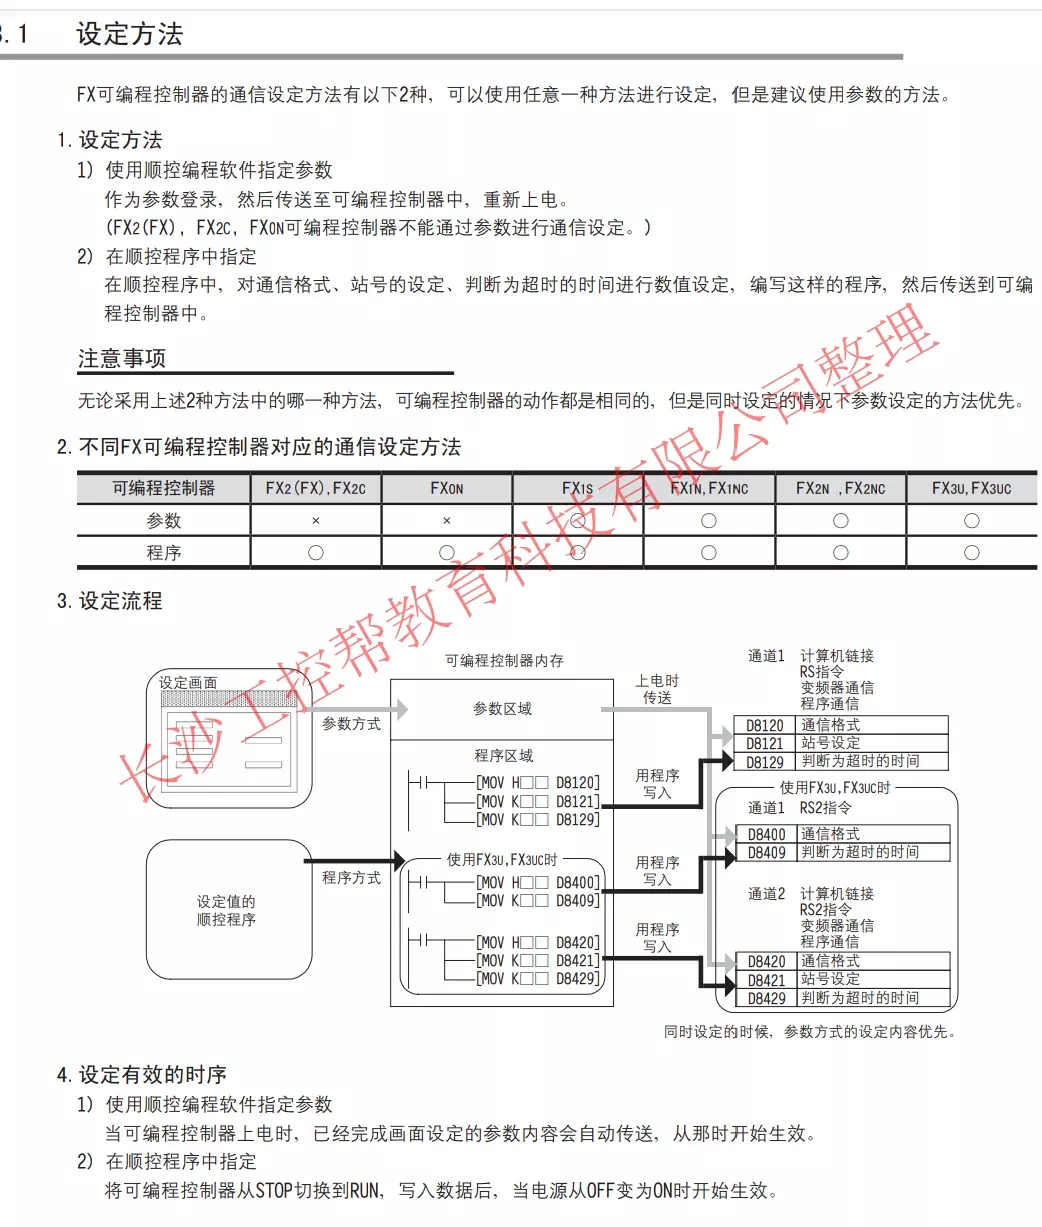 3.1 设定方法
FX可编程控制器的通信设定方法有以下2种，可以使用任意一种方法进行设定，但是建议使用参数的方法。
1. 设定方法
1) 使用顺控编程软件指定参数
作为参数登录，然后传送至可编程控制器中，重新上电。
(FX2(FX), FX2C, FX0N可编程控制器不能通过参数进行通信设定。)
2) 在顺控程序中指定
在顺控程序中，对通信格式、站号的设定、判断为超时的时间进行数值设定，编写这样的程序，然后传送到可编
程控制器中。
注意事项
无论采用上述2种方法中的哪一种方法，可编程控制器的动作都是相同的，但是同时设定的情况下参数设定的方法优先。
2. 不同FX可编程控制器对应的通信设定方法
可编程控制器 FX2(FX),FX2C FX0N FX1S FX1N,FX1NC FX2N ,FX2NC FX3U,FX3UC
参数 × × ○ ○ ○ ○
程序 ○ ○ ○ ○ ○ ○
3. 设定流程
设定画面
参数方式
设定值的
顺控程序
程序方式
可编程控制器内存
参数区域
程序区域
[MOV H□□ D8120]
[MOV K□□ D8121]
[MOV K□□ D8129]
使用FX3U,FX3UC时
[MOV H□□ D8400]
[MOV K□□ D8409]
[MOV H□□ D8420]
[MOV K□□ D8421]
[MOV K□□ D8429]
上电时
传送
用程序
写入
用程序
写入
用程序
写入
通道1 计算机链接
RS指令
变频器通信
程序通信
D8120 通信格式
D8121 站号设定
D8129 判断为超时的时间
使用FX3U,FX3UC时
通道1 RS2指令
D8400 通信格式
D8409 判断为超时的时间
通道2 计算机链接
RS2指令
变频器通信
程序通信
D8420 通信格式
D8421 站号设定
D8429 判断为超时的时间
同时设定的时候，参数方式的设定内容优先。
4. 设定有效的时序
1) 使用顺控编程软件指定参数
当可编程控制器上电时，已经完成画面设定的参数内容会自动传送，从那时开始生效。
2) 在顺控程序中指定
将可编程控制器从STOP切换到RUN，写入数据后，当电源从OFF变为ON时开始生效。
长沙工控帮教育科技有限公司整理